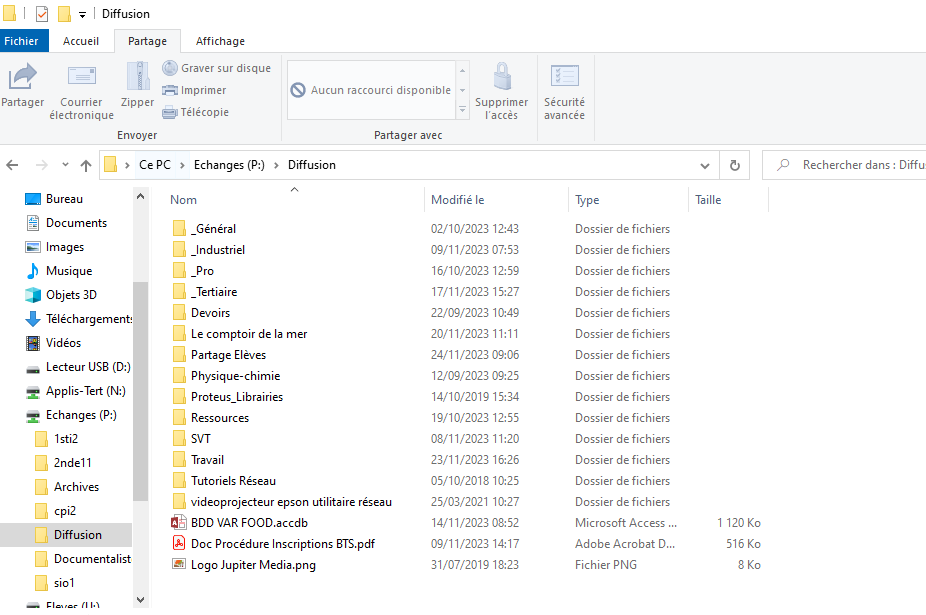 Diffusion
Fichier Accueil Partage Affichage
Partager
Courrier électronique
Zipper
Graver sur disque
Imprimer
Télécopie
Envoyer
Aucun raccourci disponible
Partager avec
Supprimer l'accès
Sécurité avancée
Ce PC > Echanges (P:) > Diffusion
Rechercher dans : Diffu
Bureau
Documents
Images
Musique
Objets 3D
Téléchargements
Vidéos
Lecteur USB (D:)
Applis-Tert (N:)
Echanges (P:)
1sti2
2nde11
Archives
cpi2
Diffusion
Documentalist
sio1
Eleves (U:)
Nom Modifié le Type Taille
_Général 02/10/2023 12:43 Dossier de fichiers
_Industriel 09/11/2023 07:53 Dossier de fichiers
_Pro 16/10/2023 12:59 Dossier de fichiers
_Tertiaire 17/11/2023 15:27 Dossier de fichiers
Devoirs 22/09/2023 10:49 Dossier de fichiers
Le comptoir de la mer 20/11/2023 11:11 Dossier de fichiers
Partage Elèves 24/11/2023 09:06 Dossier de fichiers
Physique-chimie 12/09/2023 09:25 Dossier de fichiers
Proteus_Librairies 14/10/2019 15:34 Dossier de fichiers
Ressources 19/10/2023 12:55 Dossier de fichiers
SVT 08/11/2023 11:20 Dossier de fichiers
Travail 23/11/2023 16:26 Dossier de fichiers
Tutoriels Réseau 05/10/2018 10:25 Dossier de fichiers
videoprojecteur epson utilitaire réseau 25/03/2021 10:27 Dossier de fichiers
BDD VAR FOOD.accdb 14/11/2023 08:52 Microsoft Access ... 1 120 Ko
Doc Procédure Inscriptions BTS.pdf 09/11/2023 14:17 Adobe Acrobat D... 516 Ko
Logo Jupiter Media.png 31/07/2019 18:23 Fichier PNG 8 Ko